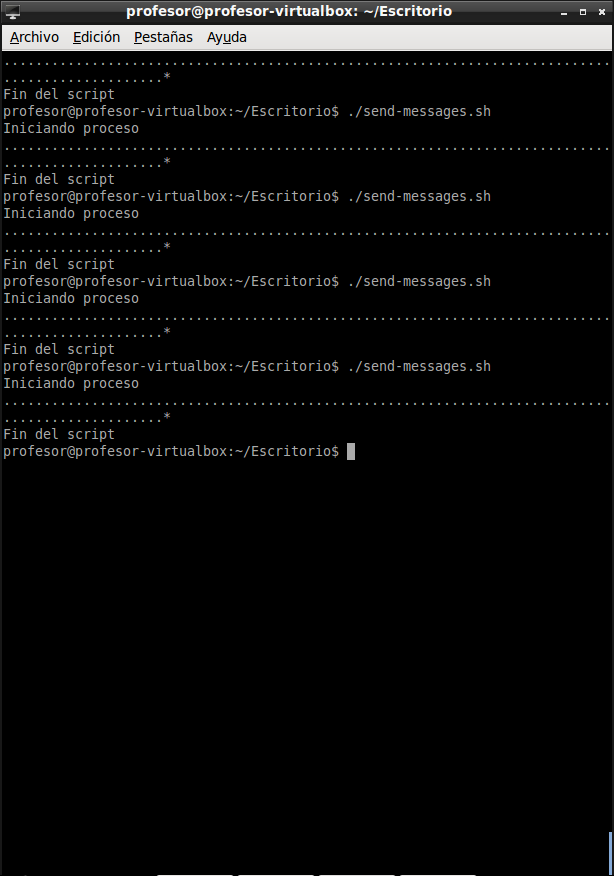 profesor@profesor-virtualbox: ~/Escritorio
Archivo Edición Pestañas Ayuda
............................................................................
....................*
Fin del script
profesor@profesor-virtualbox:~/Escritorio$ ./send-messages.sh
Iniciando proceso
............................................................................
....................*
Fin del script
profesor@profesor-virtualbox:~/Escritorio$ ./send-messages.sh
Iniciando proceso
............................................................................
....................*
Fin del script
profesor@profesor-virtualbox:~/Escritorio$ ./send-messages.sh
Iniciando proceso
............................................................................
....................*
Fin del script
profesor@profesor-virtualbox:~/Escritorio$ ./send-messages.sh
Iniciando proceso
............................................................................
....................*
Fin del script
profesor@profesor-virtualbox:~/Escritorio$